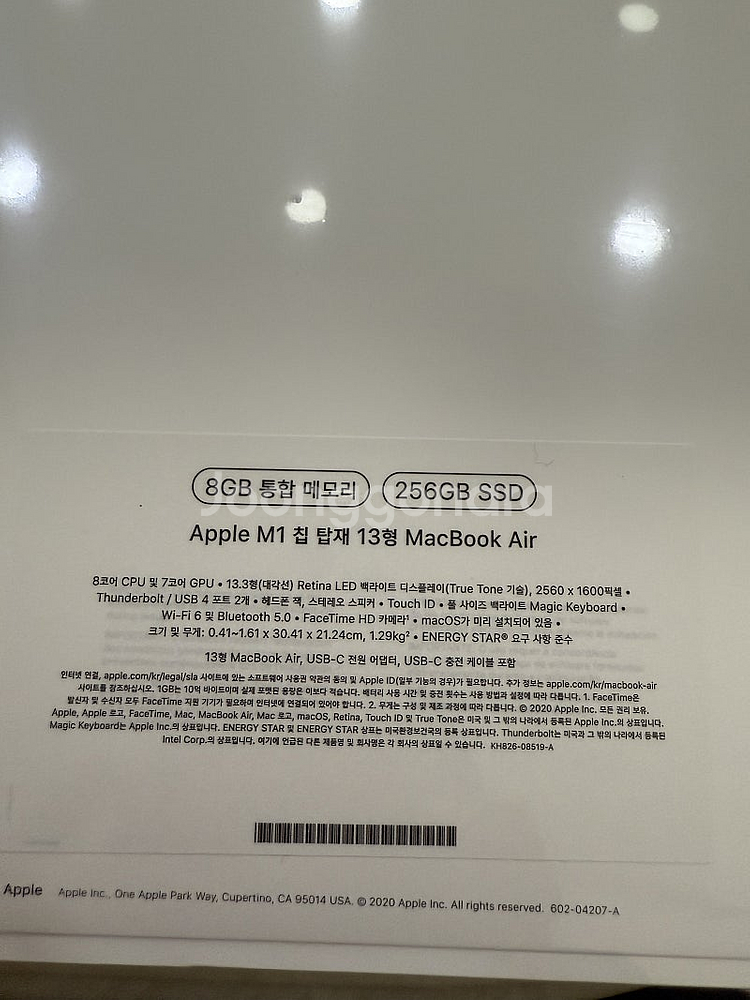 8GB 통합 메모리 256GB SSD
Joonggonara
Apple M1 칩 탑재 13형 MacBook Air
8코어 CPU 및 7코어 GPU • 13.3형(대각선) Retina LED 백라이트 디스플레이(True Tone 기술), 2560 x 1600픽셀 •
Thunderbolt / USB 4 포트 2개 • 헤드폰 잭, 스테레오 스피커 • Touch ID • 풀 사이즈 백라이트 Magic Keyboard •
Wi-Fi 6 및 Bluetooth 5.0 • FaceTime HD 카메라¹ • macOS가 미리 설치되어 있음 •
크기 및 무게: 0.41~1.61 x 30.41 x 21.24cm, 1.29kg² • ENERGY STAR® 요구 사항 준수
13형 MacBook Air, USB-C 전원 어댑터, USB-C 충전 케이블 포함
인터넷 연결, apple.com/kr/legal/sla 사이트에 있는 소프트웨어 사용권 계약의 동의 및 Apple ID(일부 기능의 경우)가 필요합니다. 추가 정보는 apple.com/kr/macbook-air
사이트를 참조하십시오. 1GB는 10억 바이트이며 실제 포맷된 용량은 이보다 적습니다. 배터리 사용 시간 및 충전 횟수는 사용 방법과 설정에 따라 다릅니다. 1. FaceTime은
발신자 및 수신자 모두 FaceTime 지원 기기가 필요하며 인터넷에 연결되어 있어야 합니다. 2. 무게는 구성 및 제조 과정에 따라 다릅니다. © 2020 Apple Inc. 모든 권리 보유.
Apple, Apple 로고, FaceTime, Mac, MacBook Air, Mac 로고, macOS, Retina, Touch ID 및 True Tone은 미국 및 그 밖의 나라에서 등록된 Apple Inc.의 상표입니다.
Magic Keyboard는 Apple Inc.의 상표입니다. ENERGY STAR 및 ENERGY STAR 상표는 미국환경보건국의 등록 상표입니다. Thunderbolt는 미국과 그 밖의 나라에서 등록된
Intel Corp.의 상표입니다. 여기에 언급된 다른 제품명 및 회사명은 각 회사의 상표일 수 있습니다. KH826-08519-A
Apple Apple Inc., One Apple Park Way, Cupertino, CA 95014 USA. © 2020 Apple Inc. All rights reserved. 602-04207-A